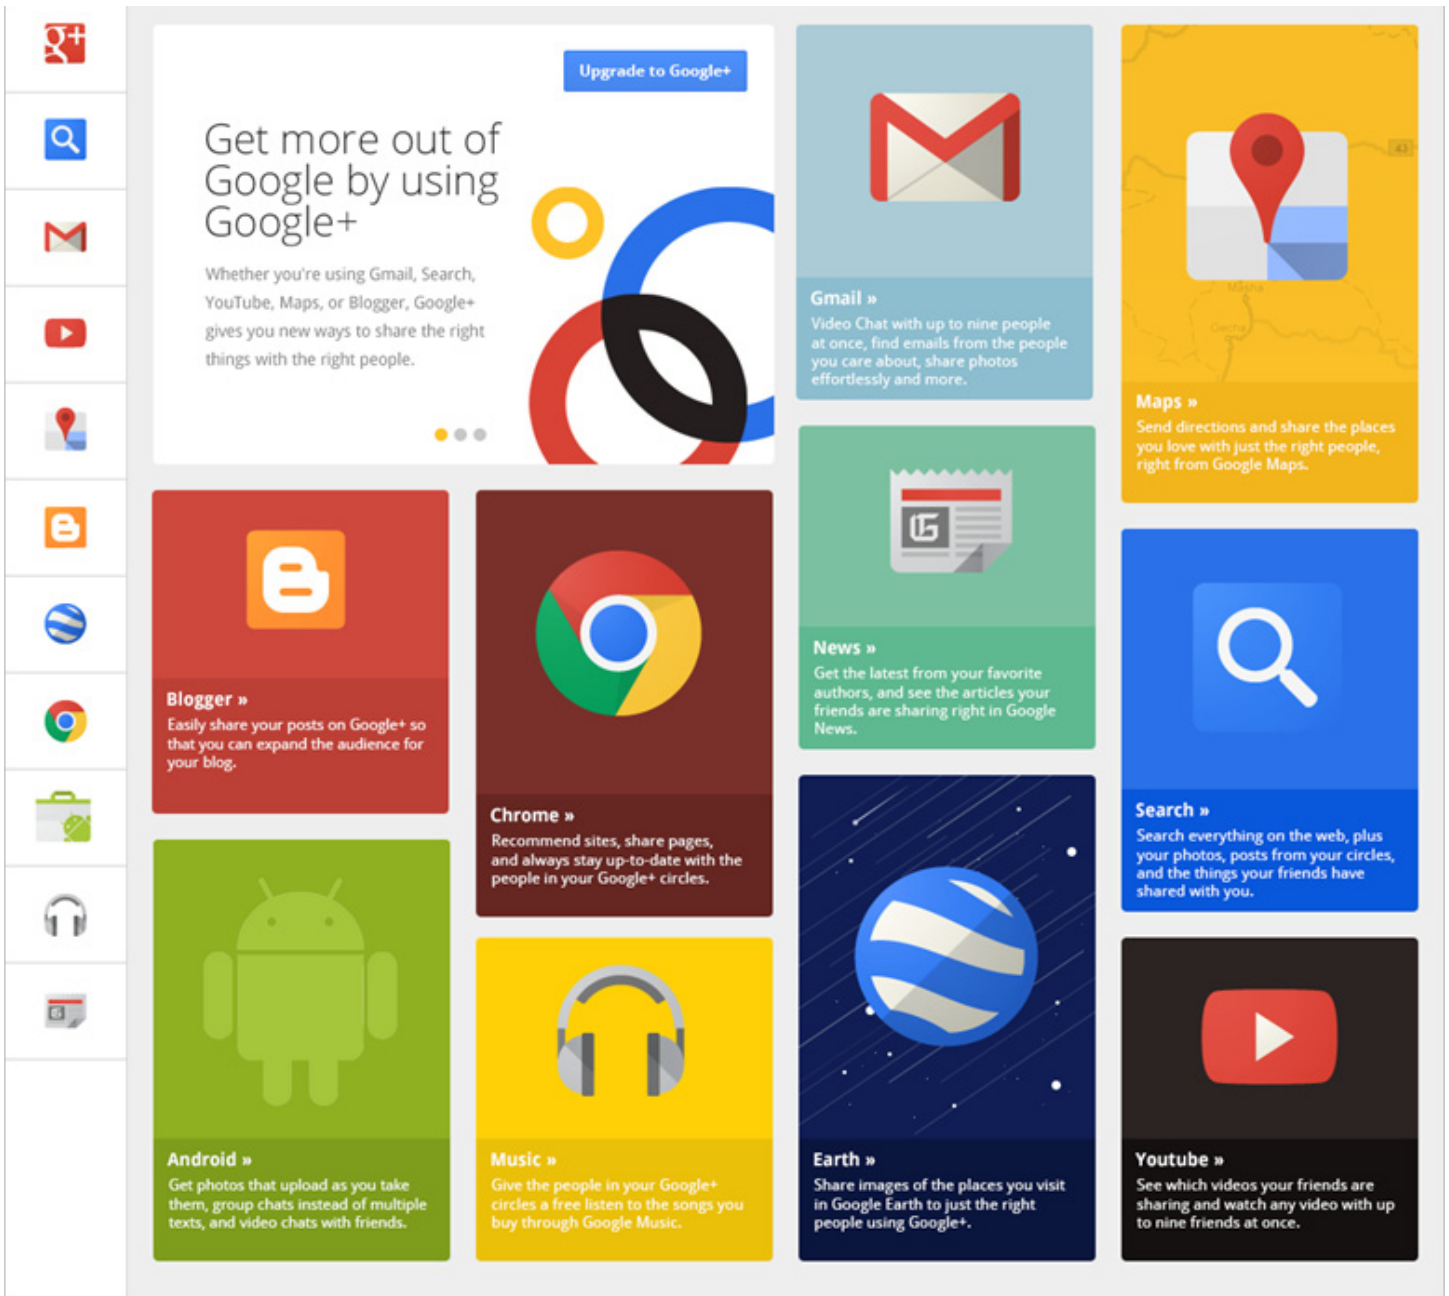 g+
Upgrade to Google+
Get more out of
Google by using
Google+
Whether you're using Gmail, Search,
YouTube, Maps, or Blogger, Google+
gives you new ways to share the right
things with the right people.
Gmail »
Video Chat with up to nine people
at once, find emails from the people
you care about, share photos
effortlessly and more.
43
Masha
Gecha
Maps »
Send directions and share the places
you love with just the right people,
right from Google Maps.
Blogger »
Easily share your posts on Google+ so
that you can expand the audience for
your blog.
Chrome »
Recommend sites, share pages,
and always stay up-to-date with the
people in your Google+ circles.
G
News »
Get the latest from your favorite
authors, and see the articles your
friends are sharing right in Google
News.
Search »
Search everything on the web, plus
your photos, posts from your circles,
and the things your friends have
shared with you.
Android »
Get photos that upload as you take
them, group chats instead of multiple
texts, and video chats with friends.
Music »
Give the people in your Google+
circles a free listen to the songs you
buy through Google Music.
Earth »
Share images of the places you visit
in Google Earth to just the right
people using Google+.
Youtube »
See which videos your friends are
sharing and watch any video with up
to nine friends at once.